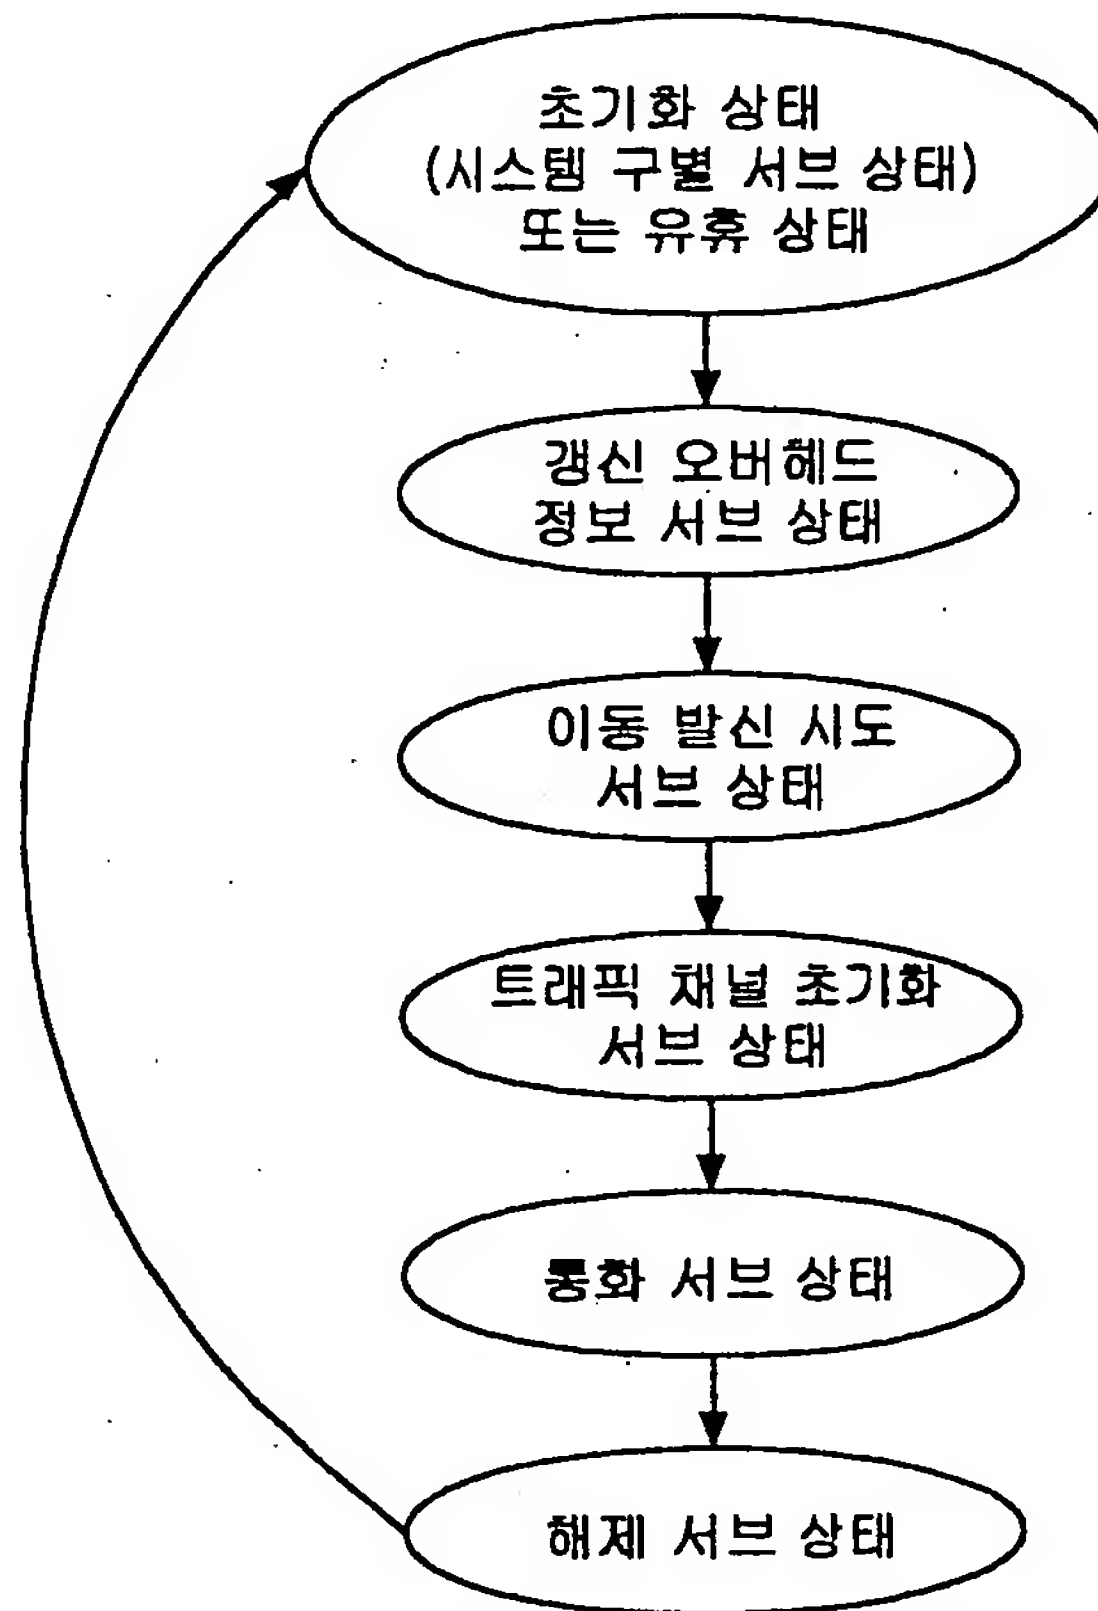 초기화 상태
(시스템 구별 서브 상태)
또는 유휴 상태
갱신 오버헤드
정보 서브 상태
이동 발신 시도
서브 상태
트래픽 채널 초기화
서브 상태
통화 서브 상태
해제 서브 상태